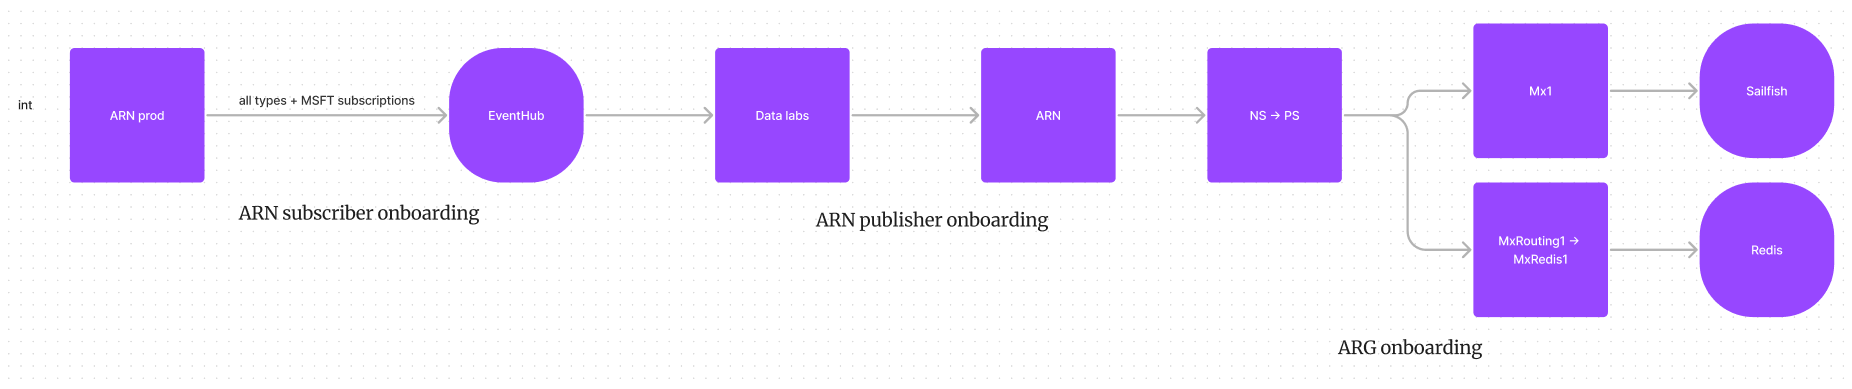 int
ARN prod
all types + MSFT subscriptions
EventHub
Data labs
ARN
NS → PS
Mx1
Sailfish
MxRouting1 →
MxRedis1
Redis
ARN subscriber onboarding
ARN publisher onboarding
ARG onboarding